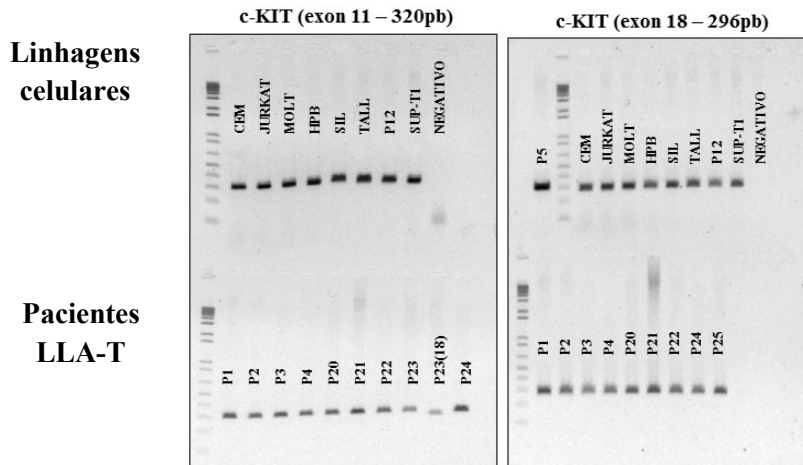 c-KIT (exon 11 – 320pb)
c-KIT (exon 18 – 296pb)
Linhagens
celulares
CEM
JURKAT
MOLT
HPB
SIL
TALL
P12
SUP-T1
NEGATIVO
P5
CEM
JURKAT
MOLT
HPB
SIL
TALL
P12
SUP-T1
NEGATIVO
Pacientes
LLA-T
P1
P2
P3
P4
P20
P21
P22
P23
P23(18)
P24
P1
P2
P3
P4
P20
P21
P22
P24
P25